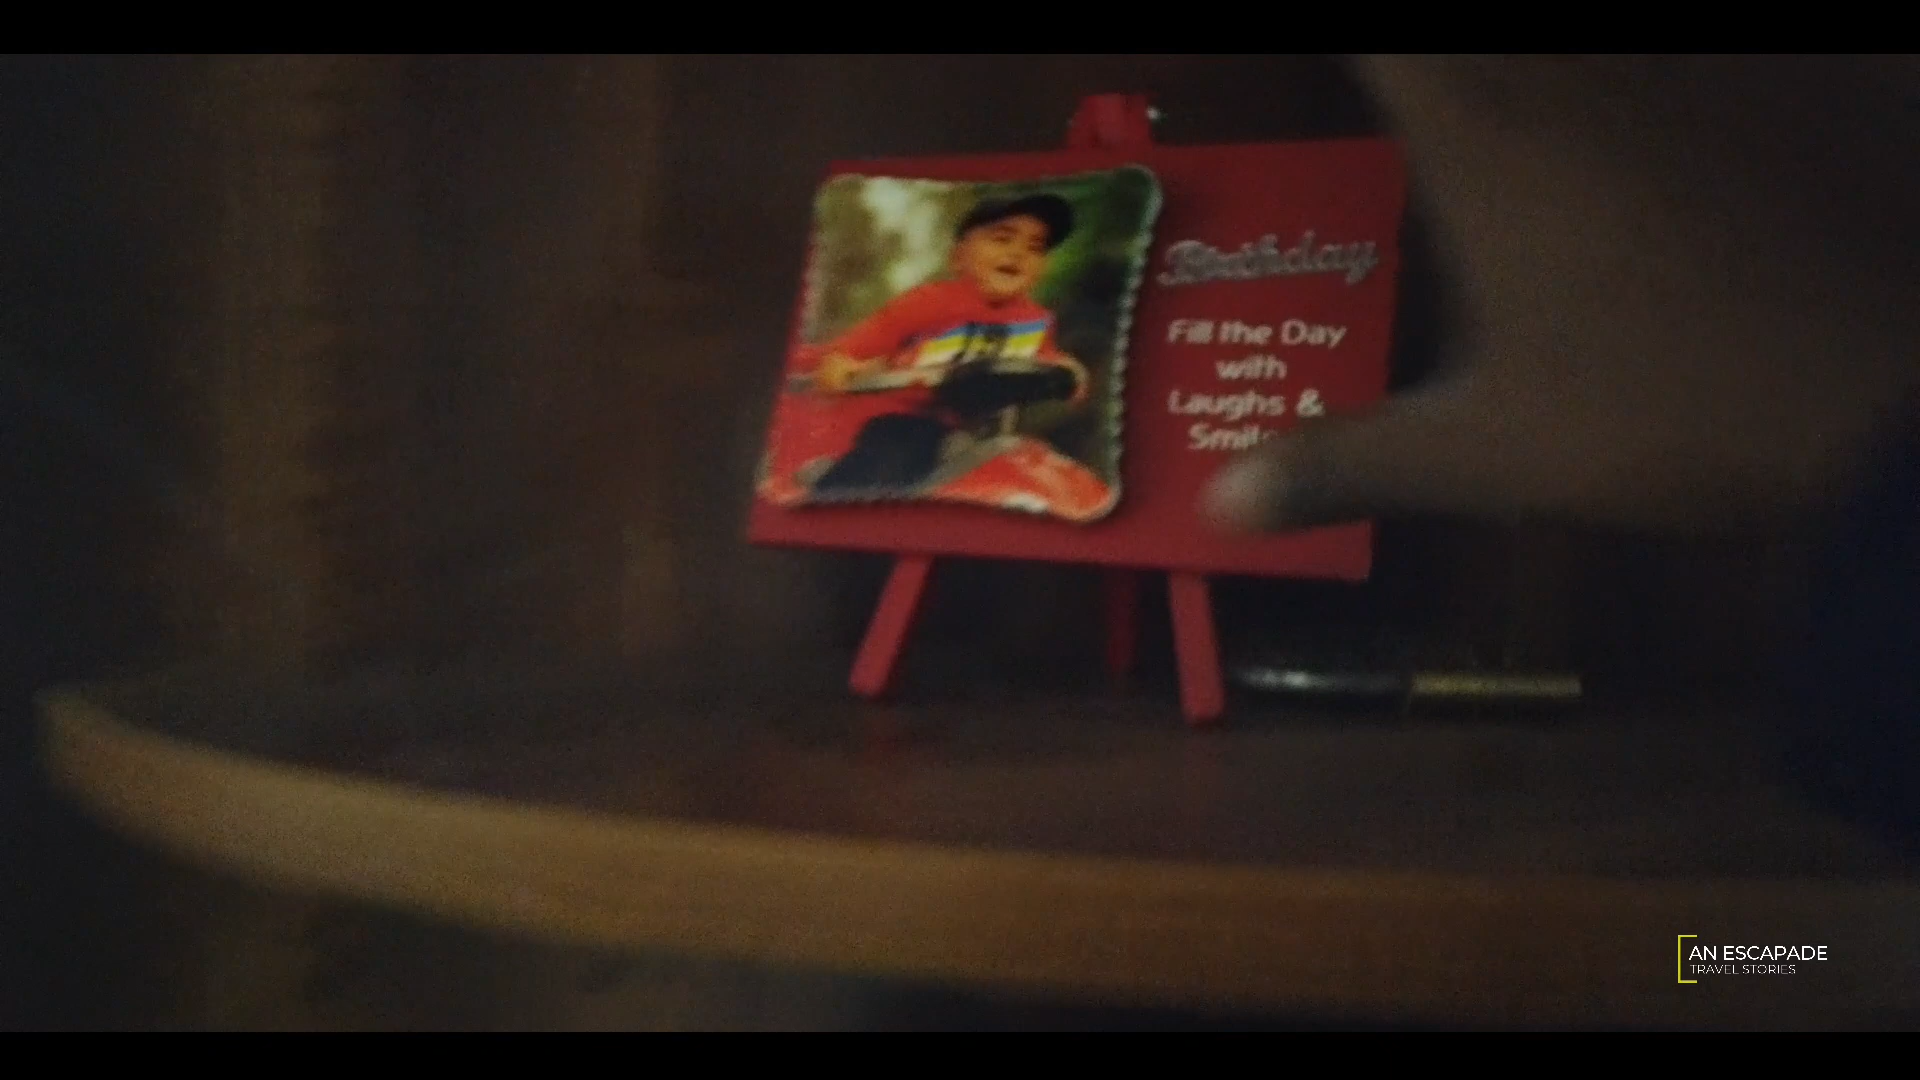 Birthday
Fill the Day
with
Laughs &
AN ESCAPADE
TRAVEL STORIES